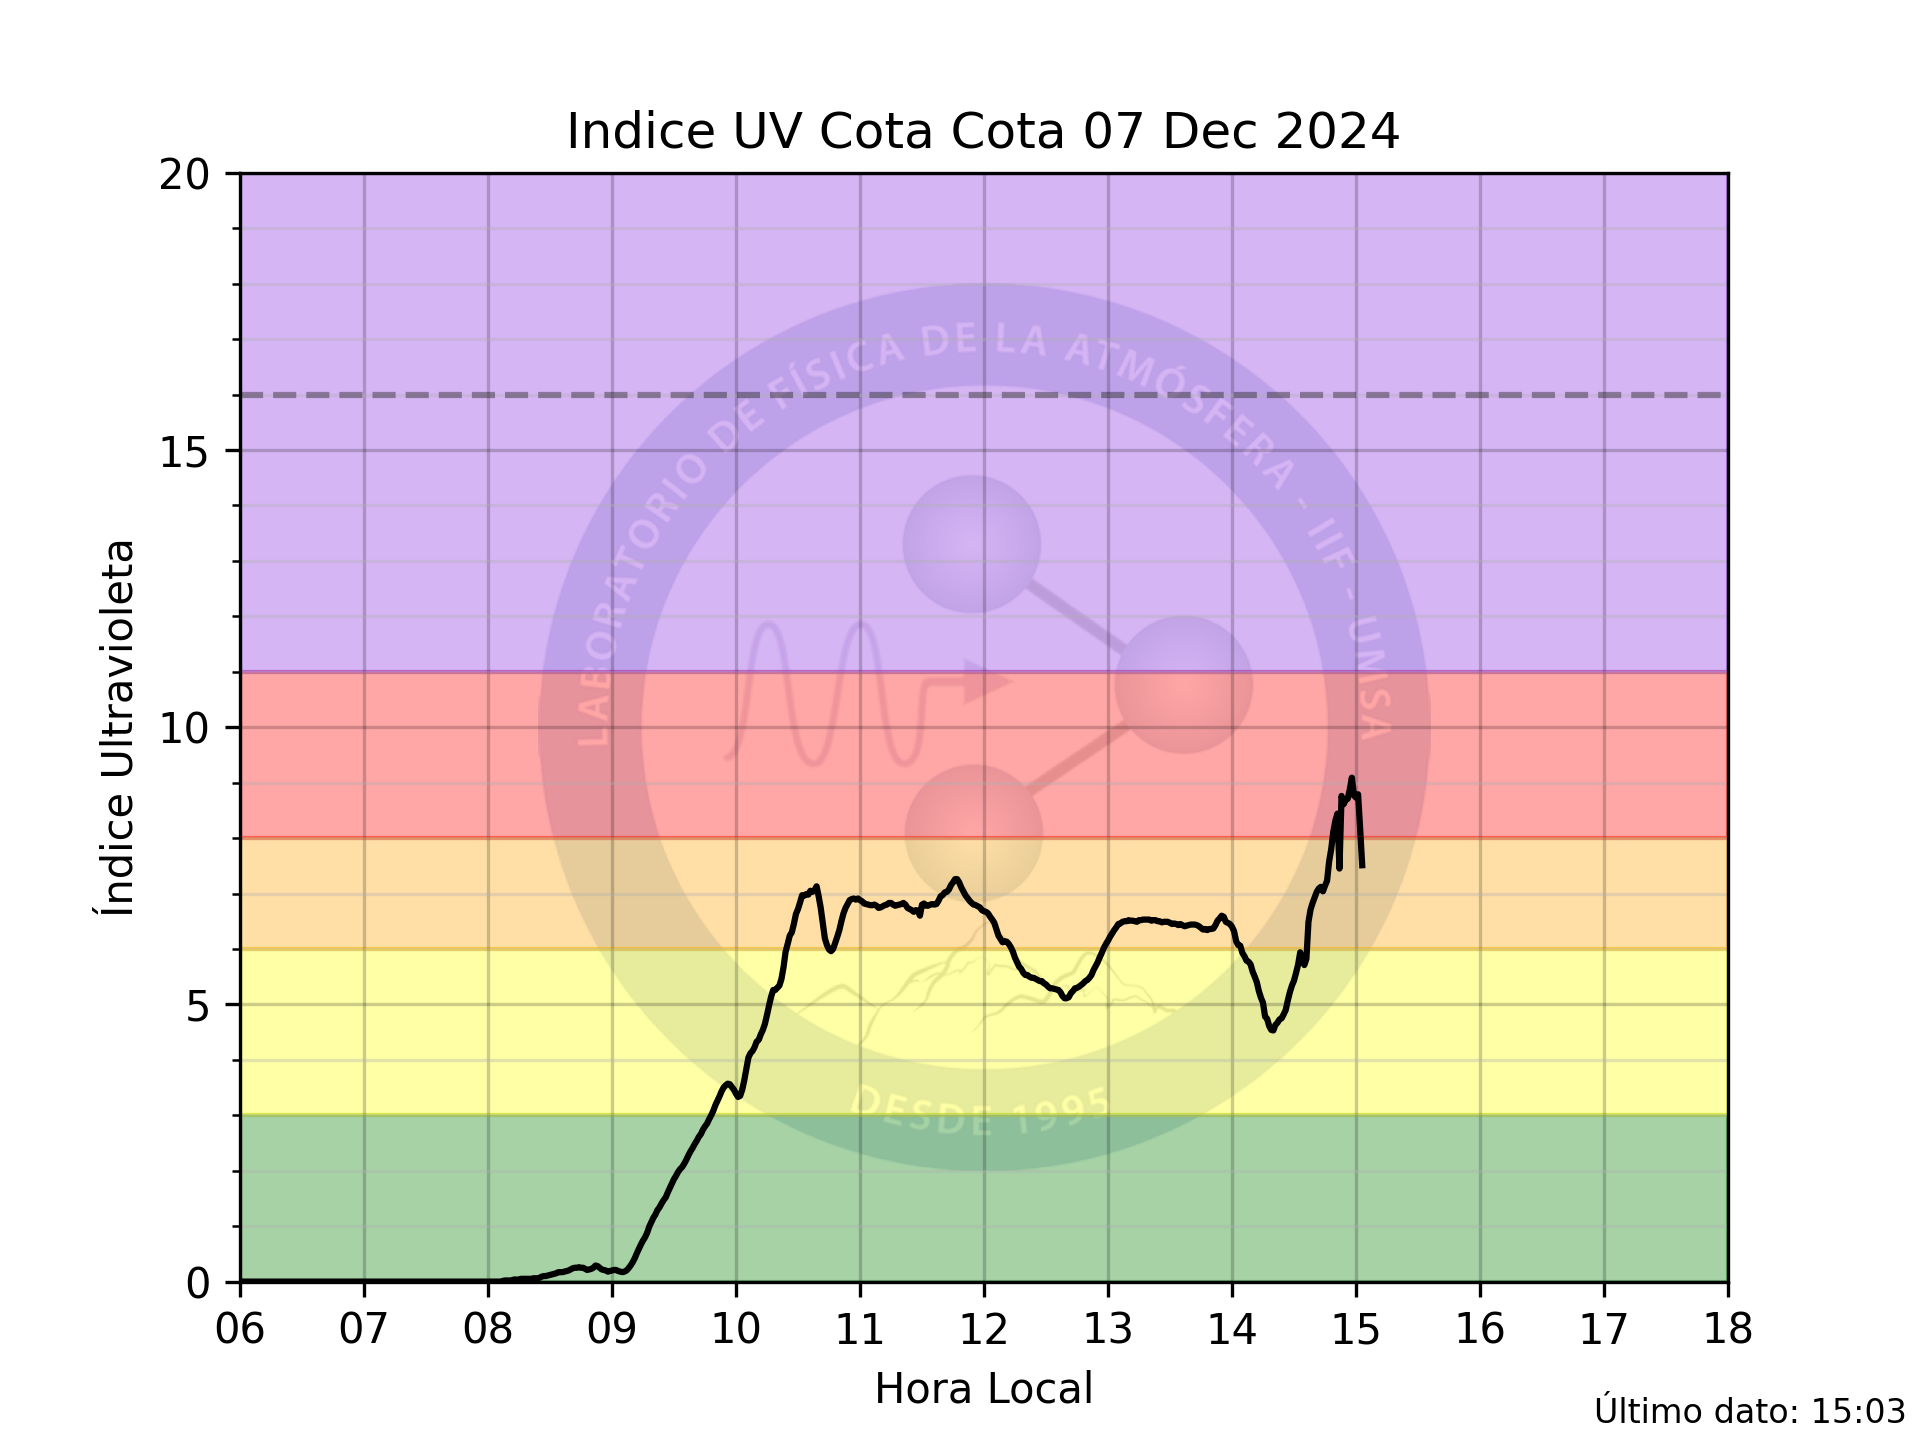 Indice UV Cota Cota 07 Dec 2024
20
15
10
5
0
Índice Ultravioleta
LABORATORIO DE FÍSICA DE LA ATMÓSFERA - IIF - UMSA
DESDE 1995
06 07 08 09 10 11 12 13 14 15 16 17 18
Hora Local
Último dato: 15:03